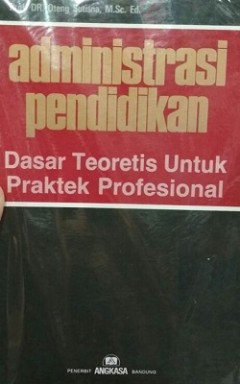 DR. Oteng Sutisna, M.Sc. Ed.
administrasi
pendidikan
Dasar Teoretis Untuk
Praktek Profesional
PENERBIT ANGKASA BANDUNG